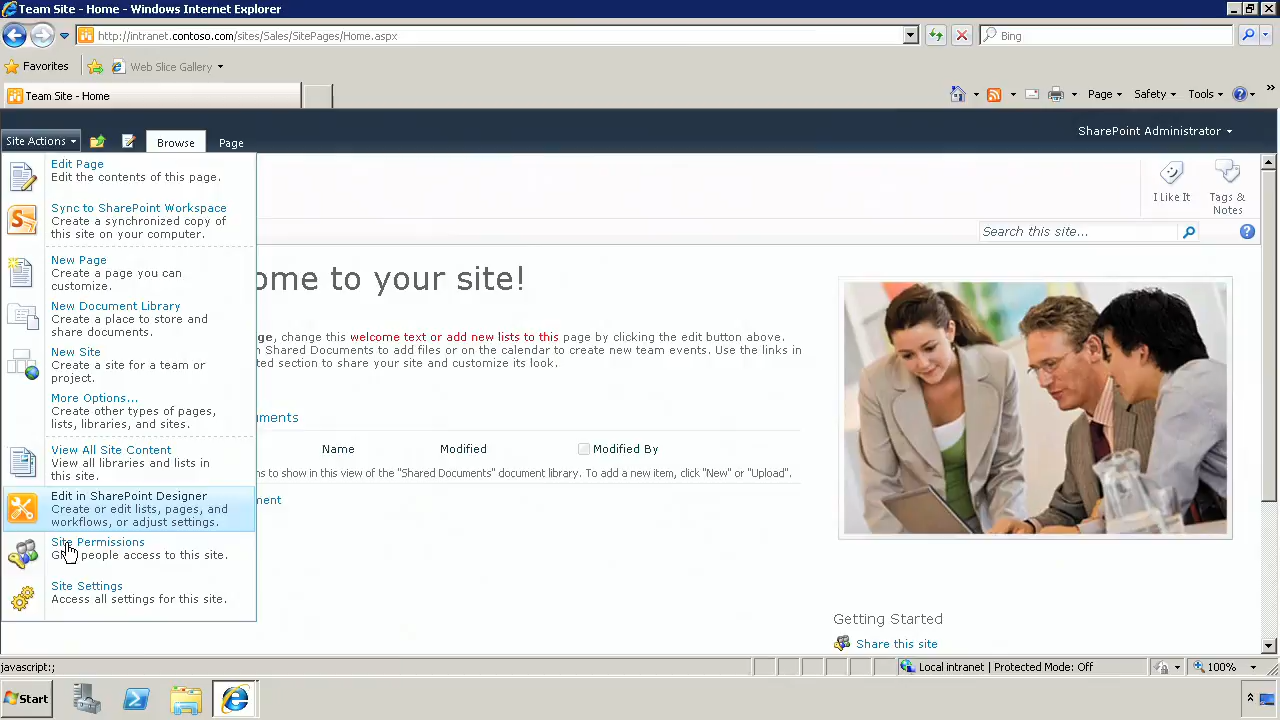 Team Site - Home - Windows Internet Explorer
http://intranet.contoso.com/sites/Sales/SitePages/Home.aspx
Bing
Favorites
Web Slice Gallery
Team Site - Home
Page
Safety
Tools
Site Actions
Browse
Page
SharePoint Administrator
Edit Page
Edit the contents of this page.
Sync to SharePoint Workspace
Create a synchronized copy of
this site on your computer.
New Page
Create a page you can
customize.
New Document Library
Create a place to store and
share documents.
New Site
Create a site for a team or
project.
More Options...
Create other types of pages,
lists, libraries, and sites.
View All Site Content
View all libraries and lists in
this site.
Edit in SharePoint Designer
Create or edit lists, pages, and
workflows, or adjust settings.
Site Permissions
people access to this site.
Site Settings
Access all settings for this site.
I Like It
Tags &
Notes
Search this site...
ome to your site!
ge, change this welcome text or add new lists to this page by clicking the edit button above.
n Shared Documents to add files or on the calendar to create new team events. Use the links in
ted section to share your site and customize its look.
uments
Name
Modified
Modified By
ns to show in this view of the "Shared Documents" document library. To add a new item, click "New" or "Upload".
ment
Getting Started
Share this site
javascript:;
Local intranet | Protected Mode: Off
100%
Start